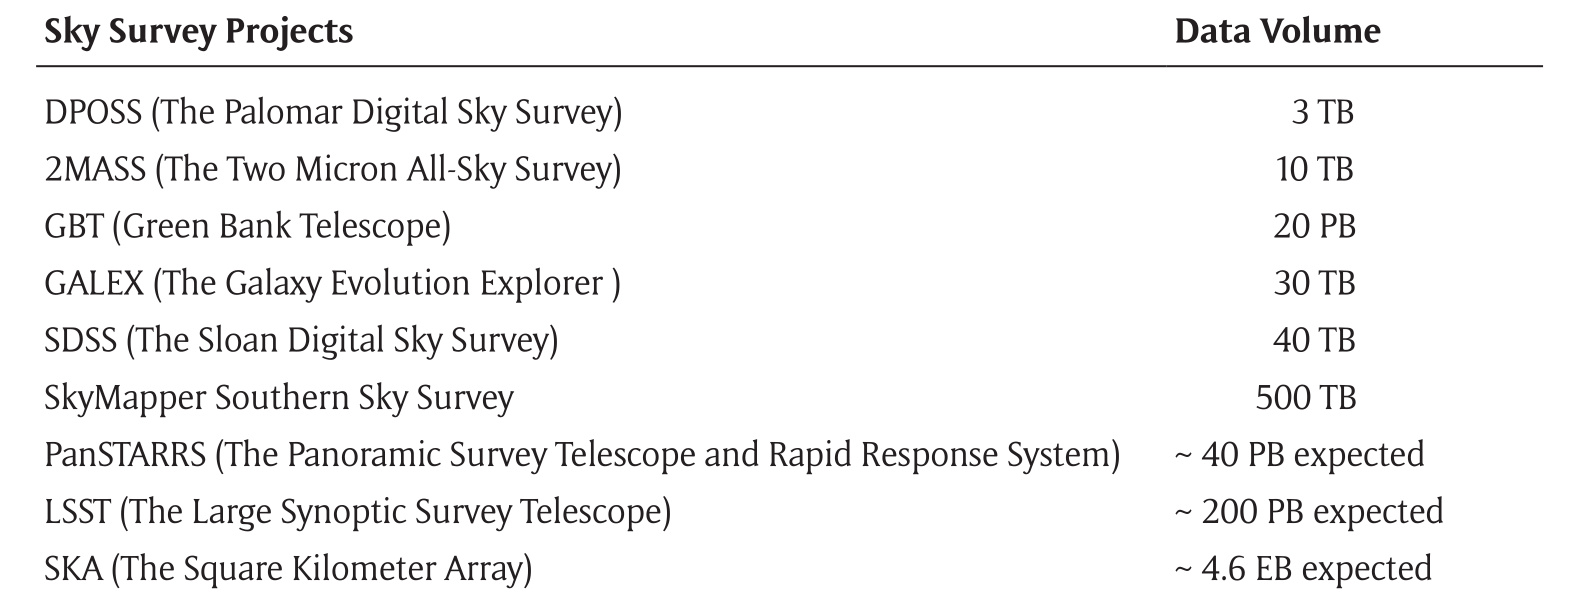 Sky Survey Projects Data Volume
DPOSS (The Palomar Digital Sky Survey) 3 TB
2MASS (The Two Micron All-Sky Survey) 10 TB
GBT (Green Bank Telescope) 20 PB
GALEX (The Galaxy Evolution Explorer ) 30 TB
SDSS (The Sloan Digital Sky Survey) 40 TB
SkyMapper Southern Sky Survey 500 TB
PanSTARRS (The Panoramic Survey Telescope and Rapid Response System) ~ 40 PB expected
LSST (The Large Synoptic Survey Telescope) ~ 200 PB expected
SKA (The Square Kilometer Array) ~ 4.6 EB expected